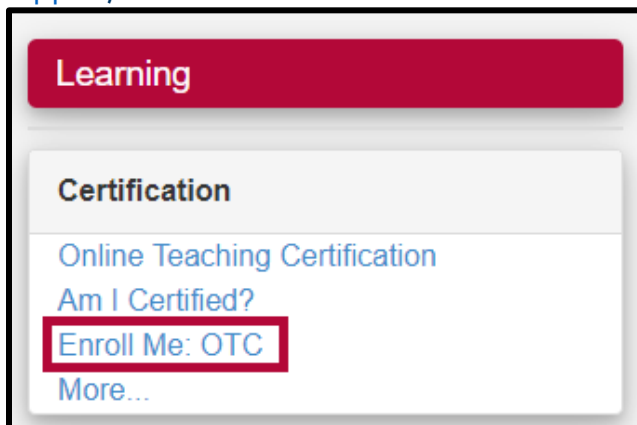 Learning
Certification
Online Teaching Certification
Am I Certified?
Enroll Me: OTC
More...